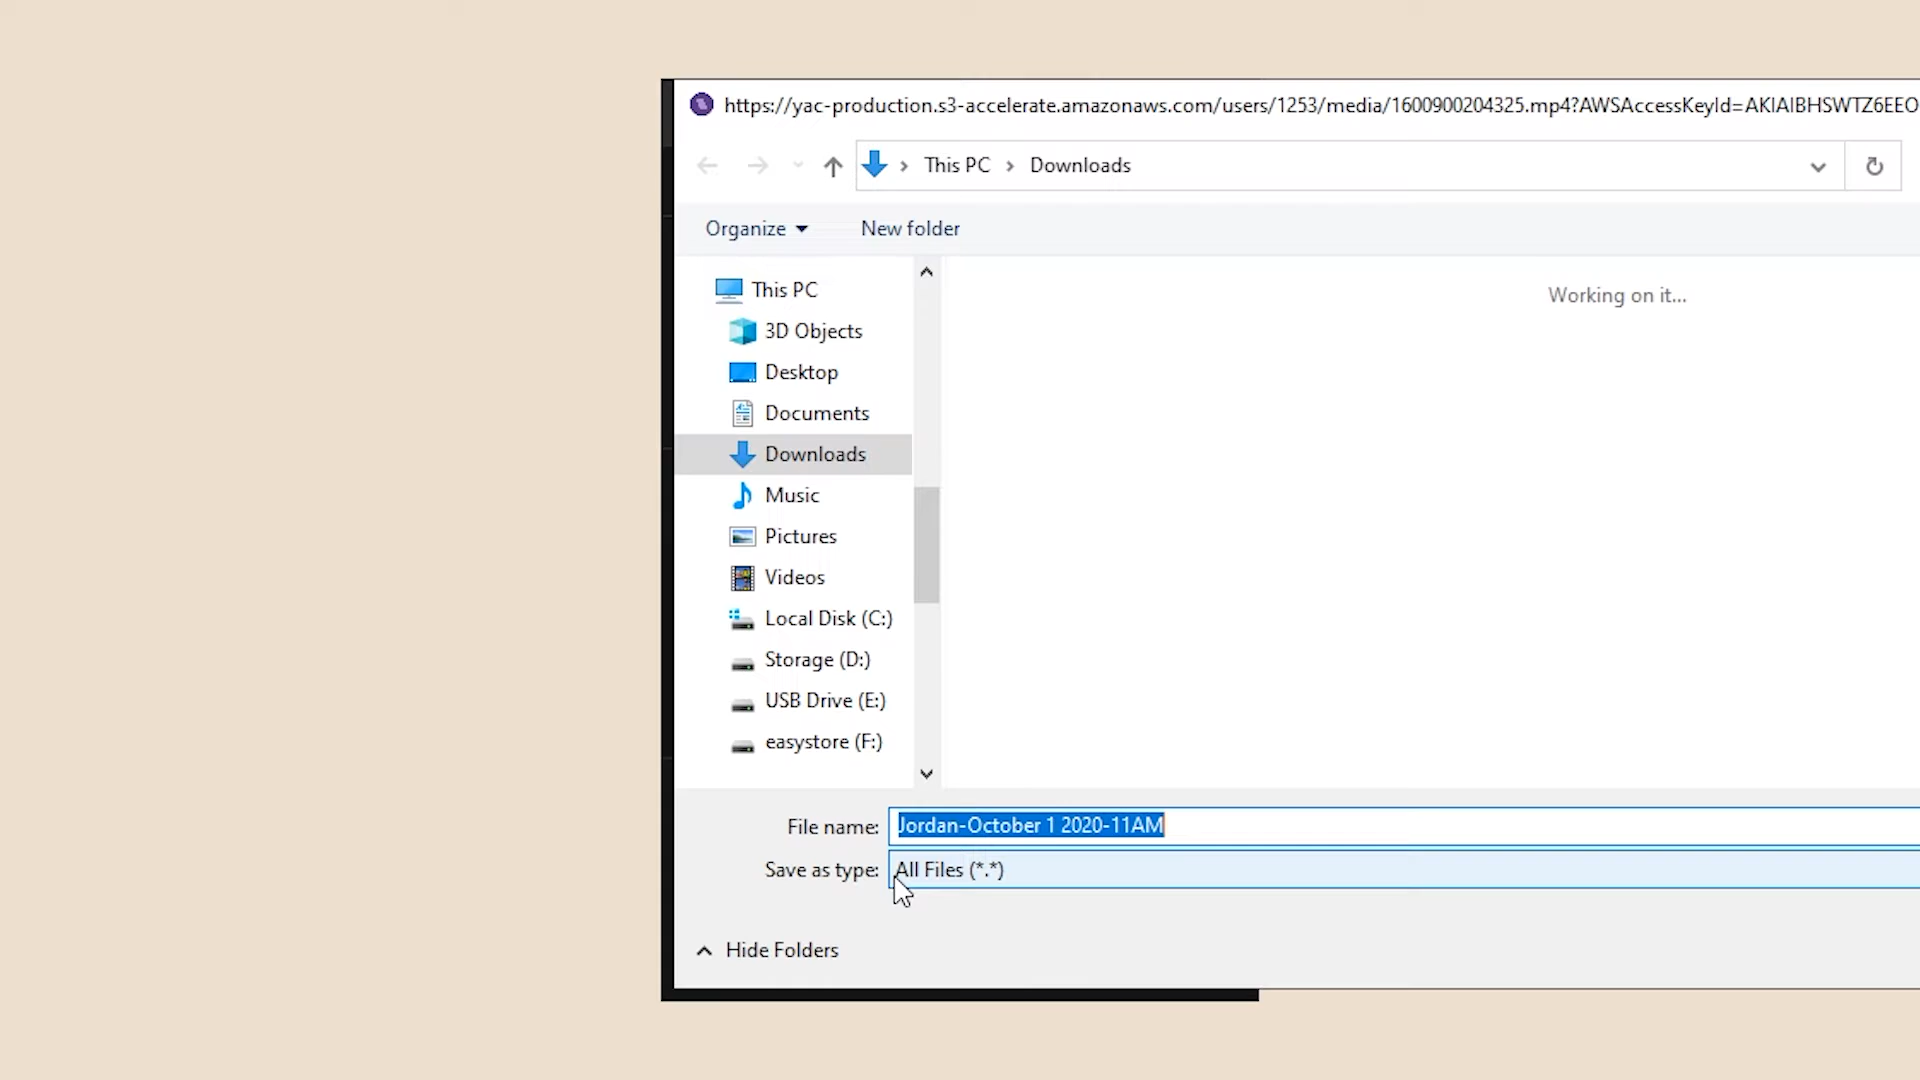 https://yac-production.s3-accelerate.amazonaws.com/users/1253/media/1600900204325.mp4?AWSAccessKeyId=AKIAIBHSWTZ6EEO
This PC > Downloads
Organize
New folder
This PC
3D Objects
Desktop
Documents
Downloads
Music
Pictures
Videos
Local Disk (C:)
Storage (D:)
USB Drive (E:)
easystore (F:)
Working on it...
File name: Jordan-October 1 2020-11AM
Save as type: All Files (*.*)
Hide Folders